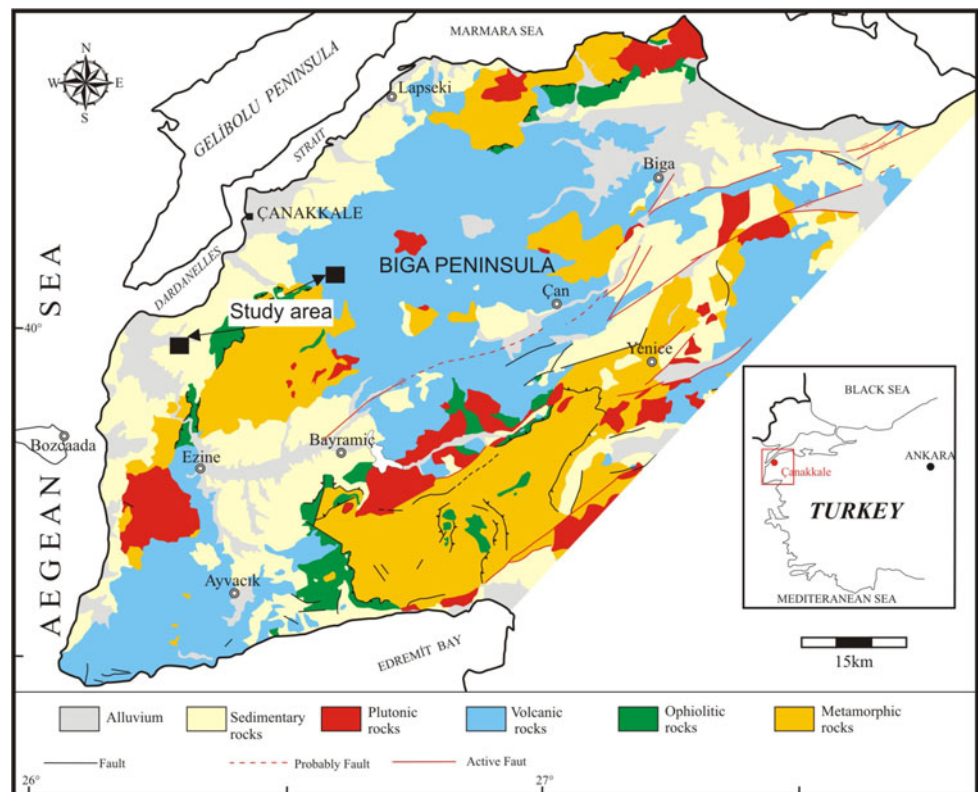 MARMARA SEA
N
W E
S
GELİBOLU PENINSULA
Lapseki
STRAIT
Biga
ÇANAKKALE
BIGA PENINSULA
DARDANELLES
Çan
Study area
40°
Yenice
AEGEAN SEA
Bozcaada
Bayramiç
Ezine
BLACK SEA
ANKARA
Çanakkale
TURKEY
Ayvacık
MEDITERANEAN SEA
EDREMİT BAY
15km
Alluvium
Sedimentary
rocks
Plutonic
rocks
Volcanic
rocks
Ophiolitic
rocks
Metamorphic
rocks
Fault
Probably Fault
Active Faut
26°
27°